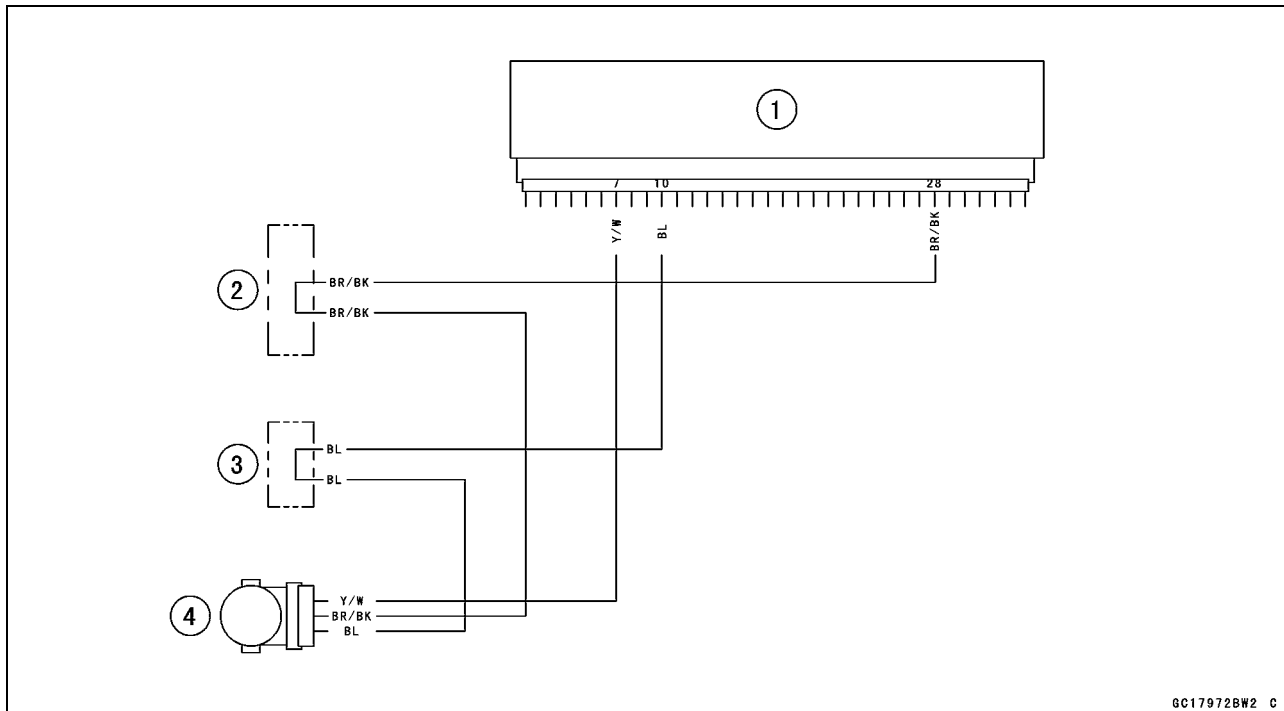 1
7 10 28
Y/W BL BR/BK
2
BR/BK
BR/BK
3
BL
BL
4
Y/W
BR/BK
BL
GC17972BW2 C